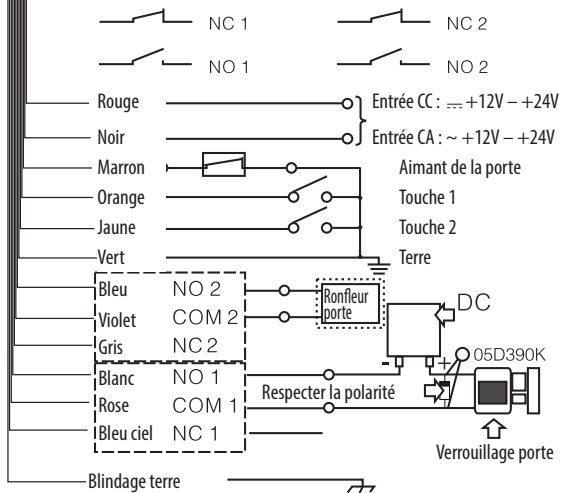 NC 1 NC 2
NO 1 NO 2
Rouge Entrée CC : ⎓ +12V – +24V
Noir Entrée CA : ~ +12V – +24V
Marron Aimant de la porte
Orange Touche 1
Jaune Touche 2
Vert Terre
Bleu NO 2 Ronfleur
porte
Violet COM 2
Gris NC 2
DC
- +
05D390K
Blanc NO 1
Respecter la polarité
Rose COM 1
Bleu ciel NC 1
Verrouillage porte
Blindage terre